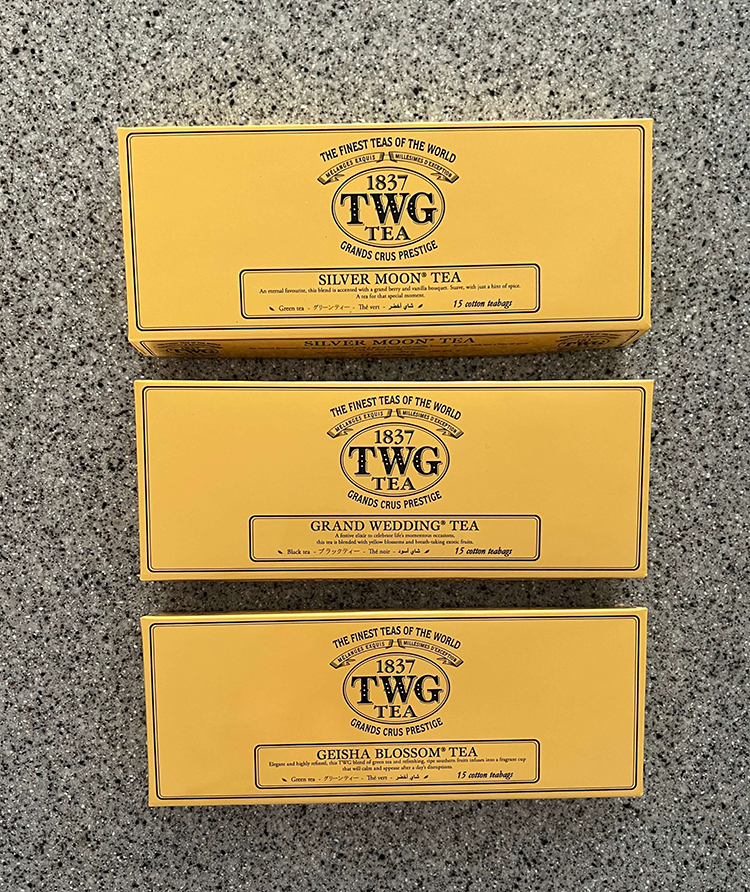 THE FINEST TEAS OF THE WORLD
MÉLANGES EXQUIS MILLÉSIMES D'EXCEPTION
1837
TWG
TEA
GRANDS CRUS PRESTIGE
SILVER MOON® TEA
An eternal favourite, this blend is accented with a grand berry and vanilla bouquet. Suave, with just a hint of spice.
A tea for that special moment.
Green tea - グリーンティー - Thé vert - شاي أخضر 15 cotton teabags
SILVER MOON® TEA
THE FINEST TEAS OF THE WORLD
MÉLANGES EXQUIS MILLÉSIMES D'EXCEPTION
1837
TWG
TEA
GRANDS CRUS PRESTIGE
GRAND WEDDING® TEA
A festive elixir to celebrate life's momentous occasions,
this tea is blended with yellow blossoms and breath-taking exotic fruits.
Black tea - ブラックティー - Thé noir - شاي أسود 15 cotton teabags
THE FINEST TEAS OF THE WORLD
MÉLANGES EXQUIS MILLÉSIMES D'EXCEPTION
1837
TWG
TEA
GRANDS CRUS PRESTIGE
GEISHA BLOSSOM® TEA
Elegant and highly refined, this TWG blend of green tea and refreshing, ripe southern fruits infuses into a fragrant cup
that will calm and appease after a day's disruptions.
Green tea - グリーンティー - Thé vert - شاي أخضر 15 cotton teabags